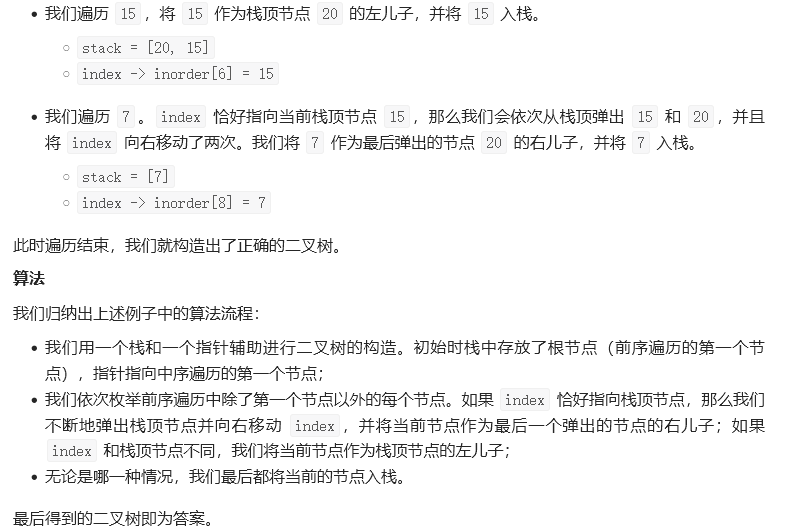 • 我们遍历 15，将 15 作为栈顶节点 20 的左儿子，并将 15 入栈。
○ stack = [20, 15]
○ index -> inorder[6] = 15
• 我们遍历 7。index 恰好指向当前栈顶节点 15，那么我们会依次从栈顶弹出 15 和 20，并且
将 index 向右移动了两次。我们将 7 作为最后弹出的节点 20 的右儿子，并将 7 入栈。
○ stack = [7]
○ index -> inorder[8] = 7
此时遍历结束，我们就构造出了正确的二叉树。
算法
我们归纳出上述例子中的算法流程：
• 我们用一个栈和一个指针辅助进行二叉树的构造。初始时栈中存放了根节点（前序遍历的第一个节
点），指针指向中序遍历的第一个节点；
• 我们依次枚举前序遍历中除了第一个节点以外的每个节点。如果 index 恰好指向栈顶节点，那么我们
不断地弹出栈顶节点并向右移动 index，并将当前节点作为最后一个弹出的节点的右儿子；如果
index 和栈顶节点不同，我们将当前节点作为栈顶节点的左儿子；
• 无论是哪一种情况，我们最后都将当前的节点入栈。
最后得到的二叉树即为答案。